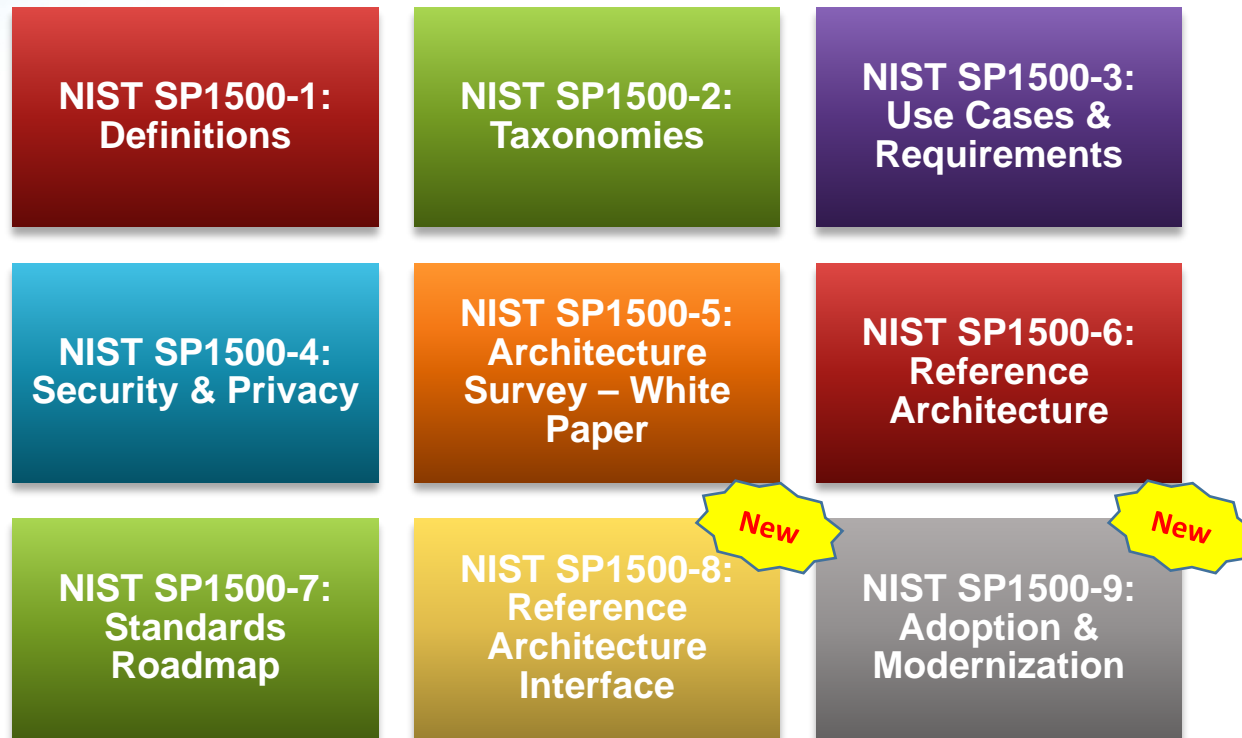 NIST SP1500-1:
Definitions
NIST SP1500-2:
Taxonomies
NIST SP1500-3:
Use Cases &
Requirements
NIST SP1500-4:
Security & Privacy
NIST SP1500-5:
Architecture
Survey – White
Paper
NIST SP1500-6:
Reference
Architecture
NIST SP1500-7:
Standards
Roadmap
New
NIST SP1500-8:
Reference
Architecture
Interface
New
NIST SP1500-9:
Adoption &
Modernization